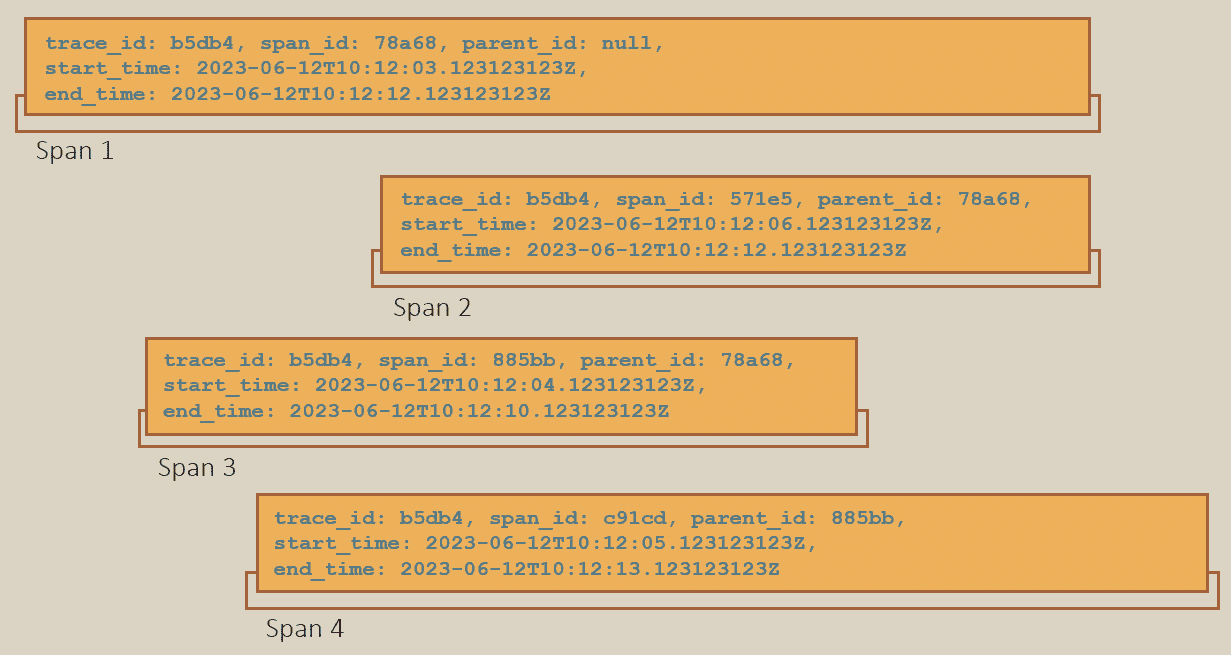 trace_id: b5db4, span_id: 78a68, parent_id: null,
start_time: 2023-06-12T10:12:03.123123123Z,
end_time: 2023-06-12T10:12:12.123123123Z
Span 1
trace_id: b5db4, span_id: 571e5, parent_id: 78a68,
start_time: 2023-06-12T10:12:06.123123123Z,
end_time: 2023-06-12T10:12:12.123123123Z
Span 2
trace_id: b5db4, span_id: 885bb, parent_id: 78a68,
start_time: 2023-06-12T10:12:04.123123123Z,
end_time: 2023-06-12T10:12:10.123123123Z
Span 3
trace_id: b5db4, span_id: c91cd, parent_id: 885bb,
start_time: 2023-06-12T10:12:05.123123123Z,
end_time: 2023-06-12T10:12:13.123123123Z
Span 4